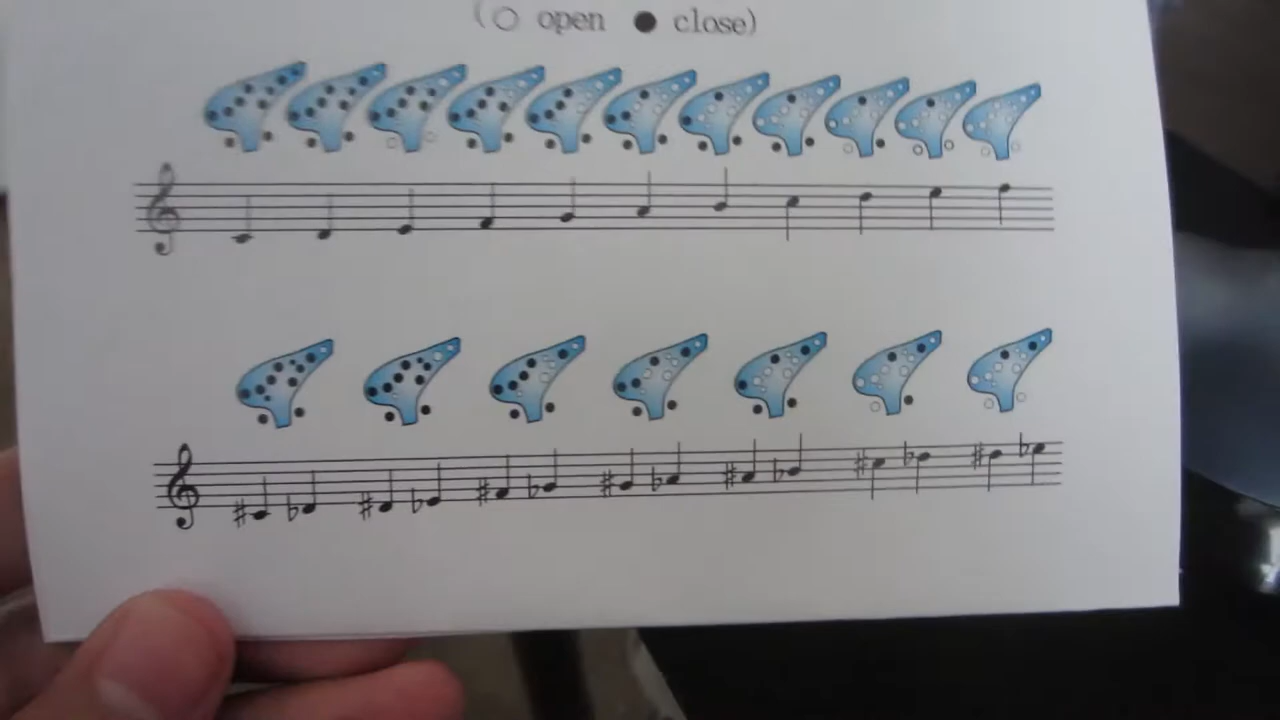 (○ open ● close)